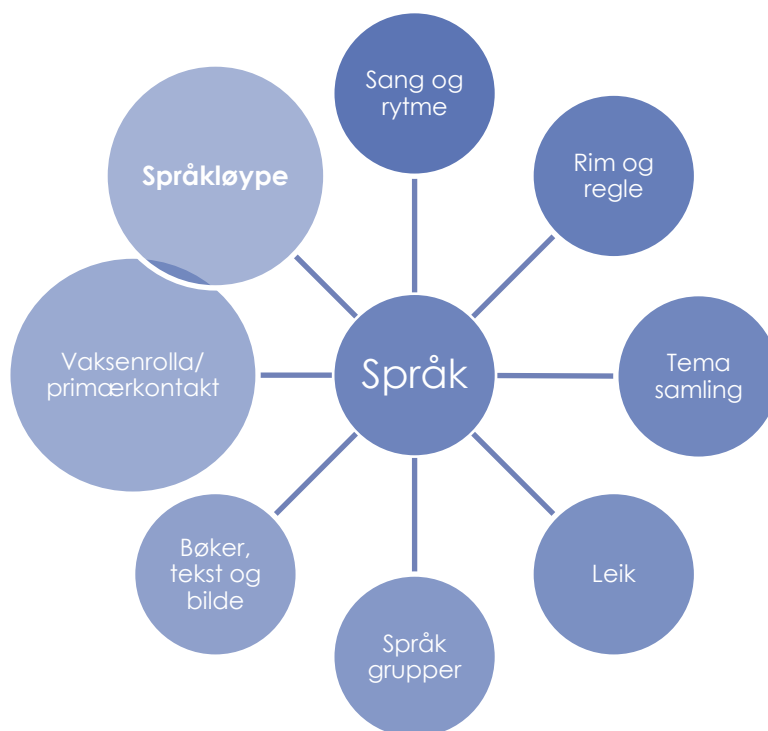 Sang og
rytme
Rim og
regle
Tema
samling
Leik
Språk
grupper
Bøker,
tekst og
bilde
Vaksenrolla/
primærkontakt
Språkløype
Språk